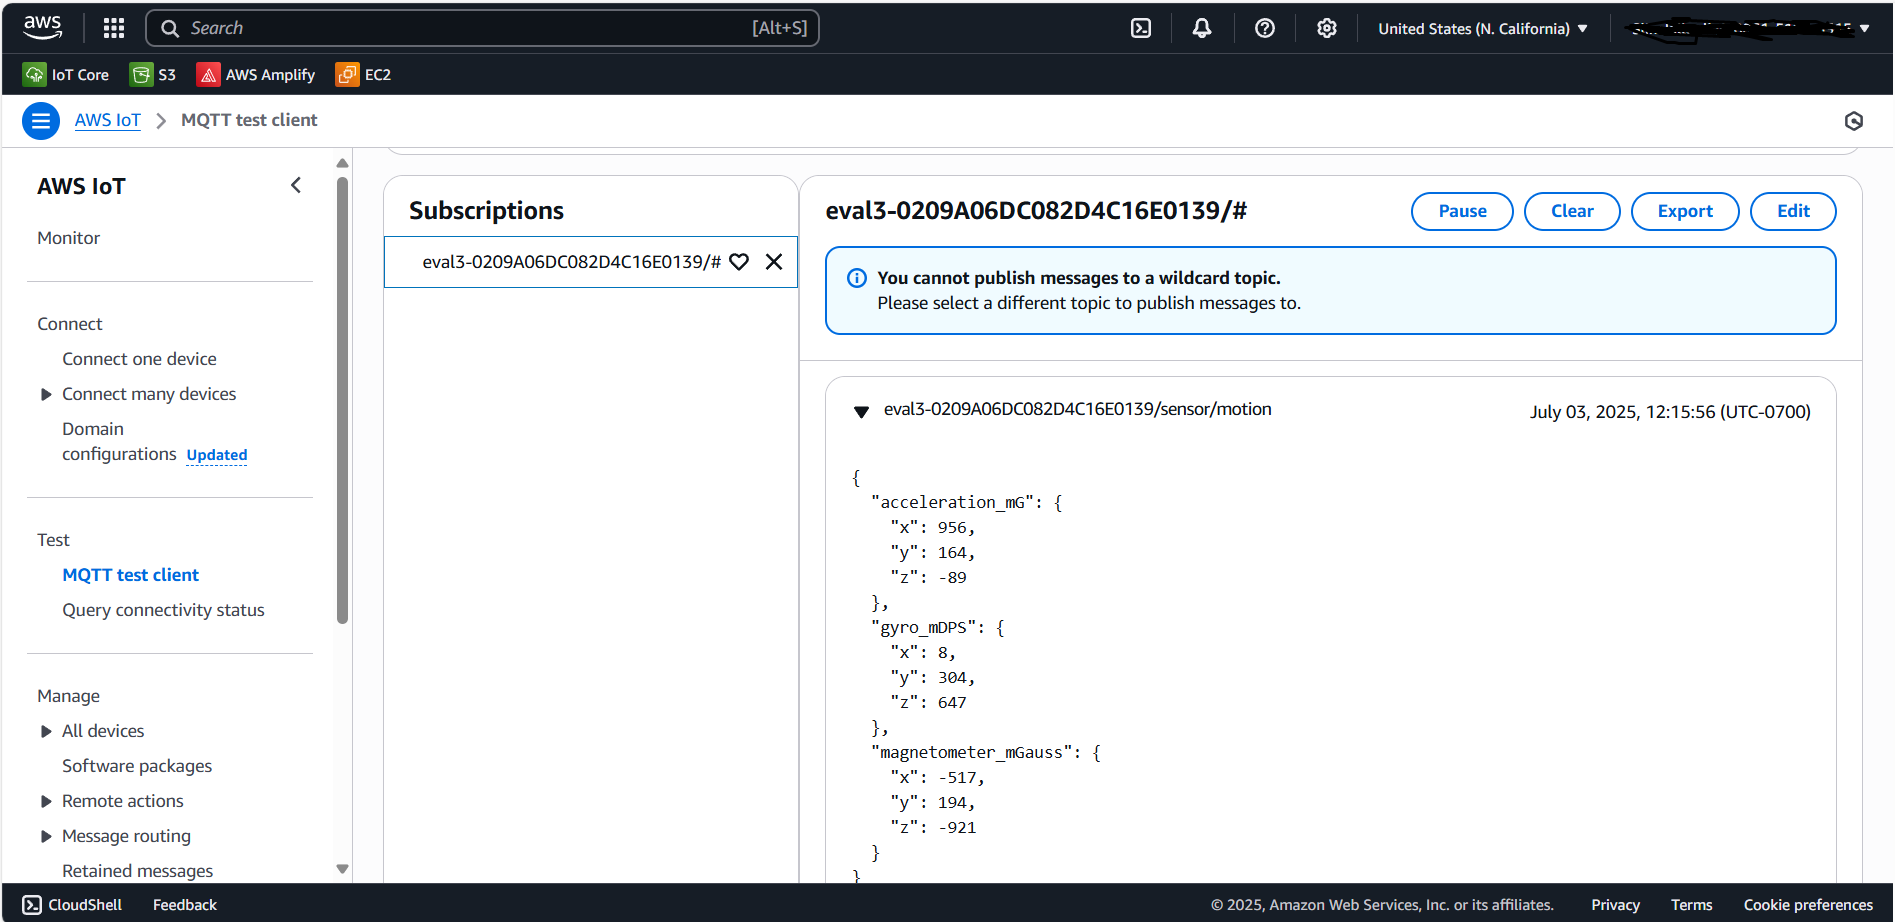 aws
Search [Alt+S]
United States (N. California)
IoT Core S3 AWS Amplify EC2
AWS IoT > MQTT test client
AWS IoT
Monitor
Connect
Connect one device
Connect many devices
Domain
configurations Updated
Test
MQTT test client
Query connectivity status
Manage
All devices
Software packages
Remote actions
Message routing
Retained messages
Subscriptions
eval3-0209A06DC082D4C16E0139/#
eval3-0209A06DC082D4C16E0139/#
Pause Clear Export Edit
You cannot publish messages to a wildcard topic.
Please select a different topic to publish messages to.
eval3-0209A06DC082D4C16E0139/sensor/motion
July 03, 2025, 12:15:56 (UTC-0700)
{
"acceleration_mG": {
"x": 956,
"y": 164,
"z": -89
},
"gyro_mDPS": {
"x": 8,
"y": 304,
"z": 647
},
"magnetometer_mGauss": {
"x": -517,
"y": 194,
"z": -921
}
}
CloudShell Feedback
© 2025, Amazon Web Services, Inc. or its affiliates. Privacy Terms Cookie preferences